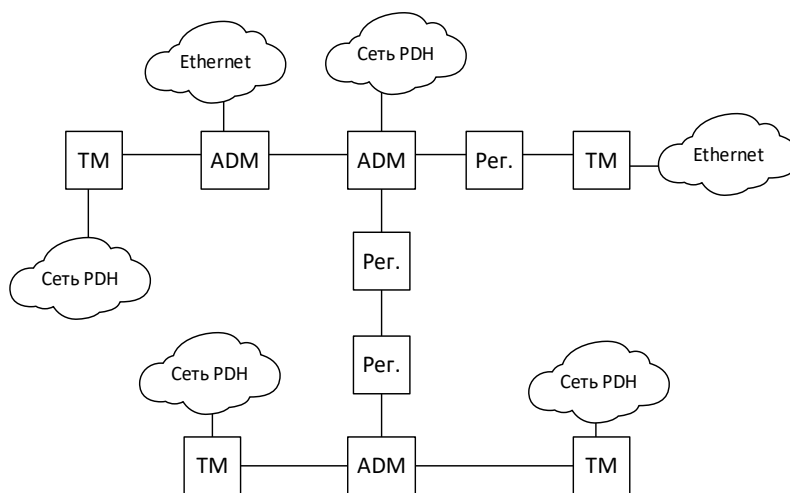 Сеть PDH
Ethernet
TM
ADM
ADM
Рег.
TM
Ethernet
Рег.
Сеть PDH
Рег.
Сеть PDH
Сеть PDH
TM
ADM
TM